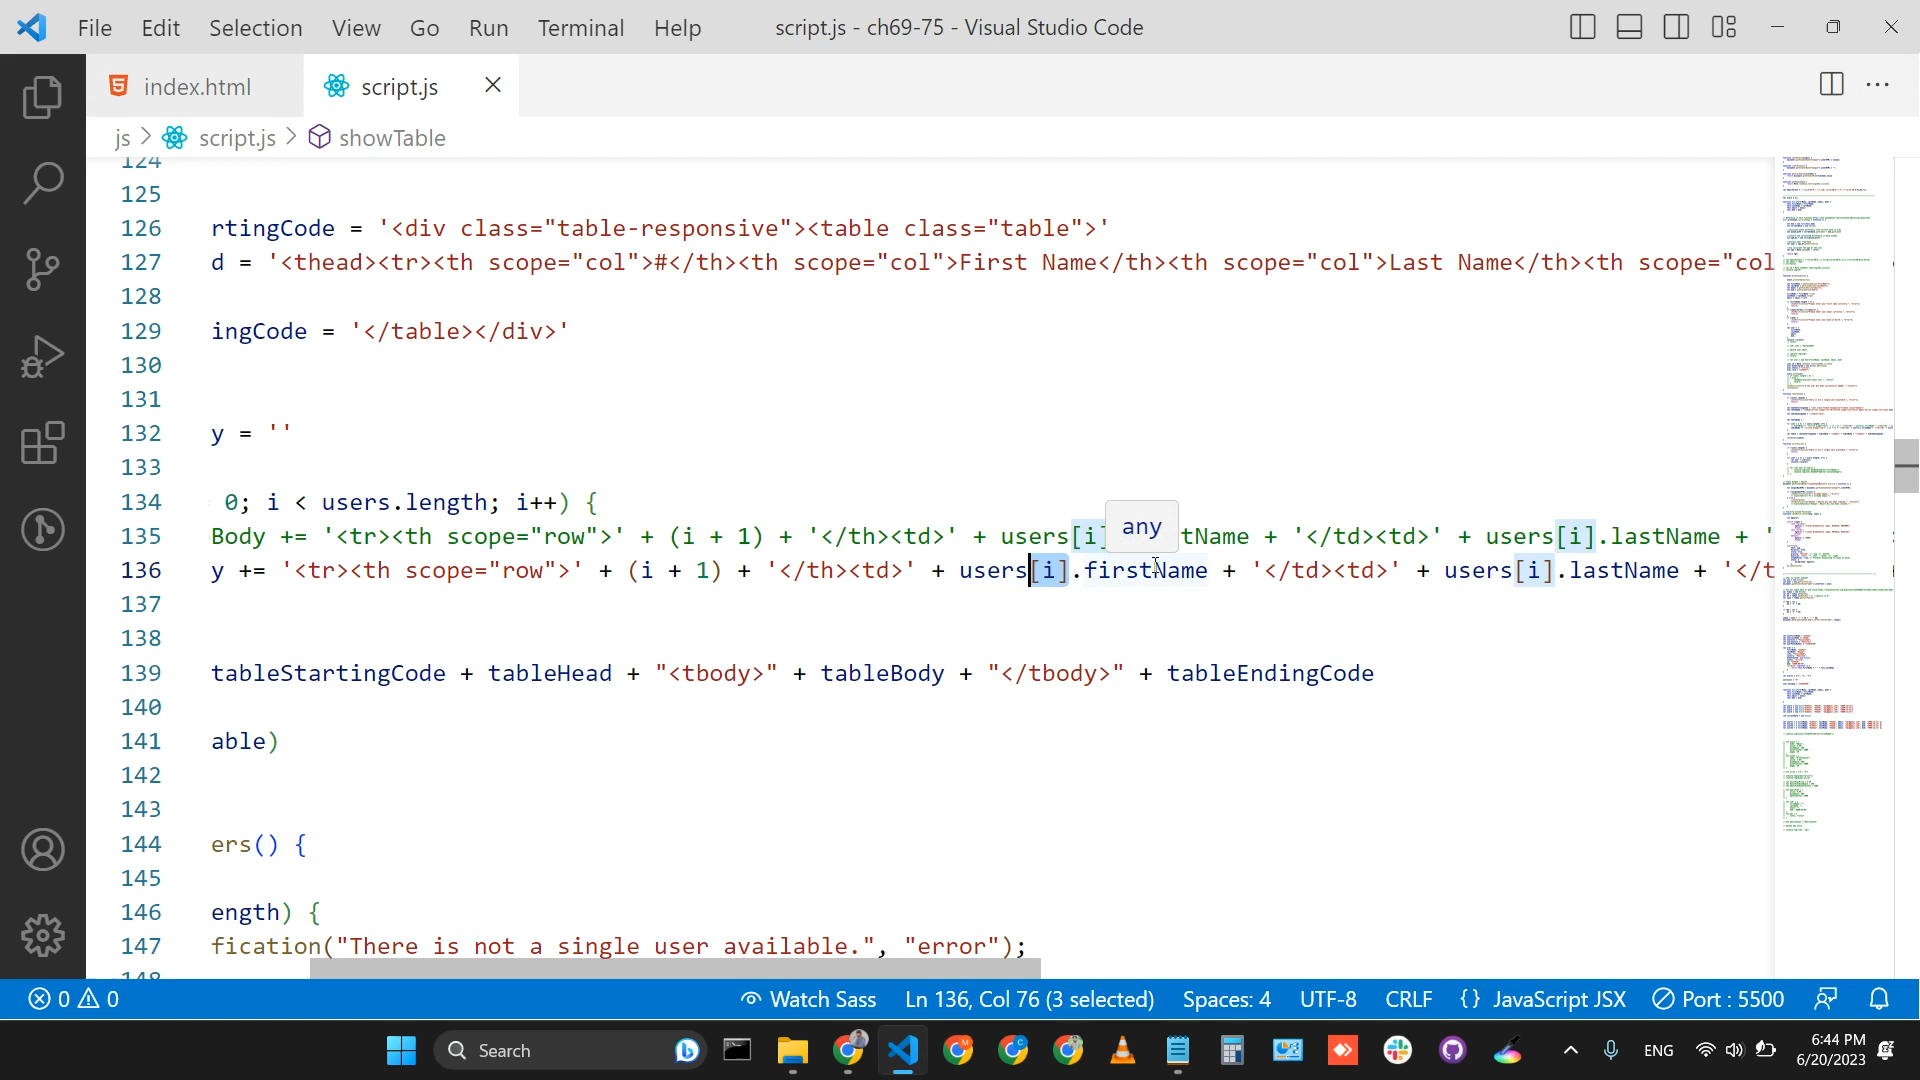 File Edit Selection View Go Run Terminal Help script.js - ch69-75 - Visual Studio Code
index.html script.js
js > script.js > showTable
124
125
126 rtingCode = '<div class="table-responsive"><table class="table">'
127 d = '<thead><tr><th scope="col">#</th><th scope="col">First Name</th><th scope="col">Last Name</th><th scope="col
128
129 ingCode = '</table></div>'
130
131
132 y = ''
133
134 0; i < users.length; i++) {
135 Body += '<tr><th scope="row">' + (i + 1) + '</th><td>' + users[i] tName + '</td><td>' + users[i].lastName + '
any
136 y += '<tr><th scope="row">' + (i + 1) + '</th><td>' + users[i].firstName + '</td><td>' + users[i].lastName + '</t
137
138
139 tableStartingCode + tableHead + "<tbody>" + tableBody + "</tbody>" + tableEndingCode
140
141 able)
142
143
144 ers() {
145
146 ength) {
147 fication("There is not a single user available.", "error");
148
0 0 Watch Sass Ln 136, Col 76 (3 selected) Spaces: 4 UTF-8 CRLF {} JavaScript JSX Port : 5500
Search ENG 6:44 PM
6/20/2023